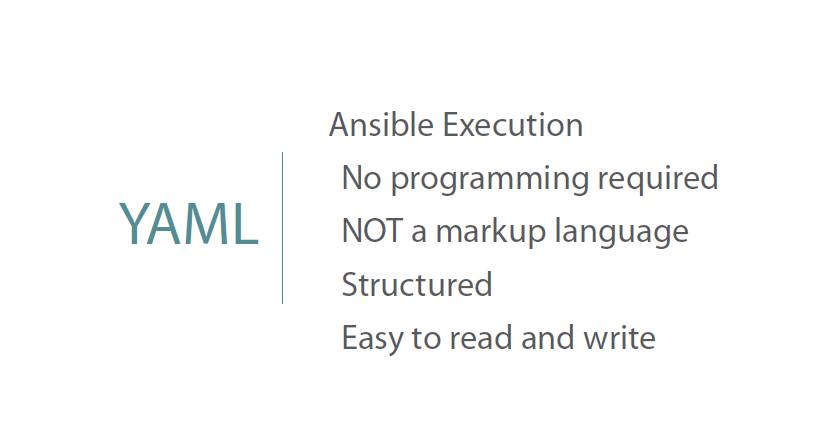 YAML
Ansible Execution
No programming required
NOT a markup language
Structured
Easy to read and write